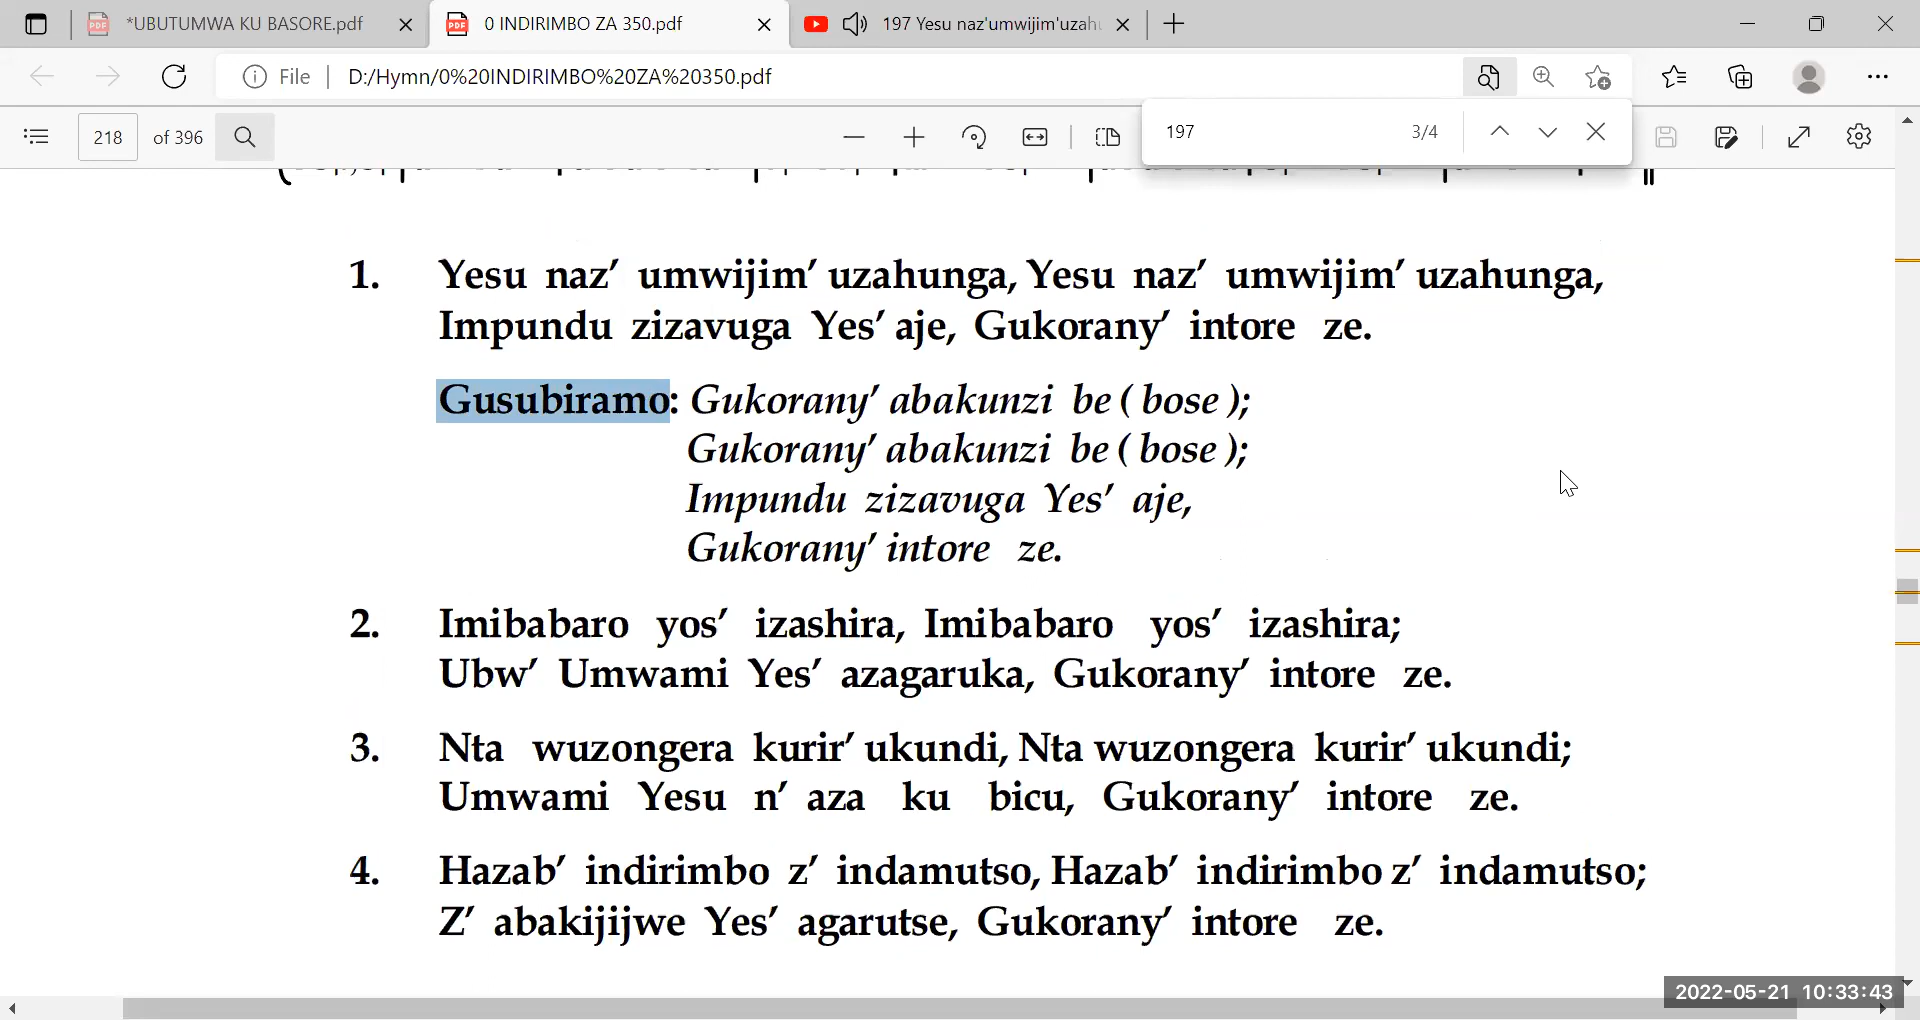 *UBUTUMWA KU BASORE.pdf
0 INDIRIMBO ZA 350.pdf
197 Yesu naz'umwijim'uzahu
File
D:/Hymn/0%20INDIRIMBO%20ZA%20350.pdf
218 of 396
197
3/4
1. Yesu naz’ umwijim’ uzahunga, Yesu naz’ umwijim’ uzahunga,
Impundu zizavuga Yes’ aje, Gukorany’ intore ze.
Gusubiramo: Gukorany’ abakunzi be ( bose );
Gukorany’ abakunzi be ( bose );
Impundu zizavuga Yes’ aje,
Gukorany’ intore ze.
2. Imibabaro yos’ izashira, Imibabaro yos’ izashira;
Ubw’ Umwami Yes’ azagaruka, Gukorany’ intore ze.
3. Nta wuzongera kurir’ ukundi, Nta wuzongera kurir’ ukundi;
Umwami Yesu n’ aza ku bicu, Gukorany’ intore ze.
4. Hazab’ indirimbo z’ indamutso, Hazab’ indirimbo z’ indamutso;
Z’ abakijijwe Yes’ agarutse, Gukorany’ intore ze.
2022-05-21 10:33:43